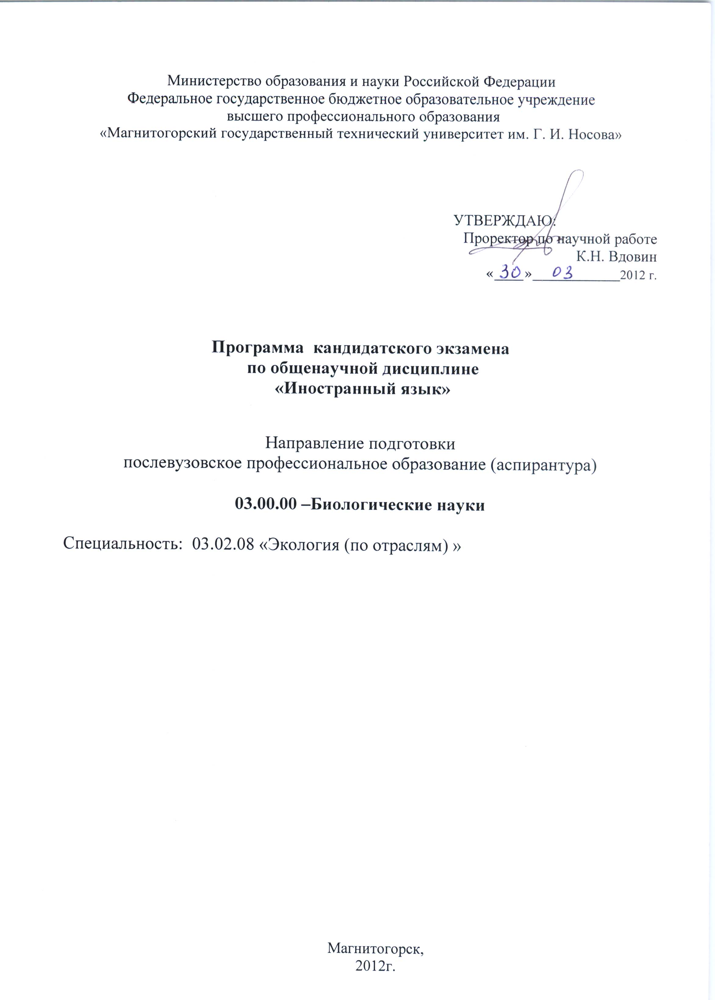 Министерство образования и науки Российской Федерации
Федеральное государственное бюджетное образовательное учреждение
высшего профессионального образования
«Магнитогорский государственный технический университет им. Г. И. Носова»
УТВЕРЖДАЮ:
Проректор по научной работе
К.Н. Вдовин
«30» 03 2012 г.
Программа  кандидатского экзамена
по общенаучной дисциплине
«Иностранный язык»
Направление подготовки
послевузовское профессиональное образование (аспирантура)
03.00.00 –Биологические науки
Специальность:  03.02.08 «Экология (по отраслям) »
Магнитогорск,
2012г.